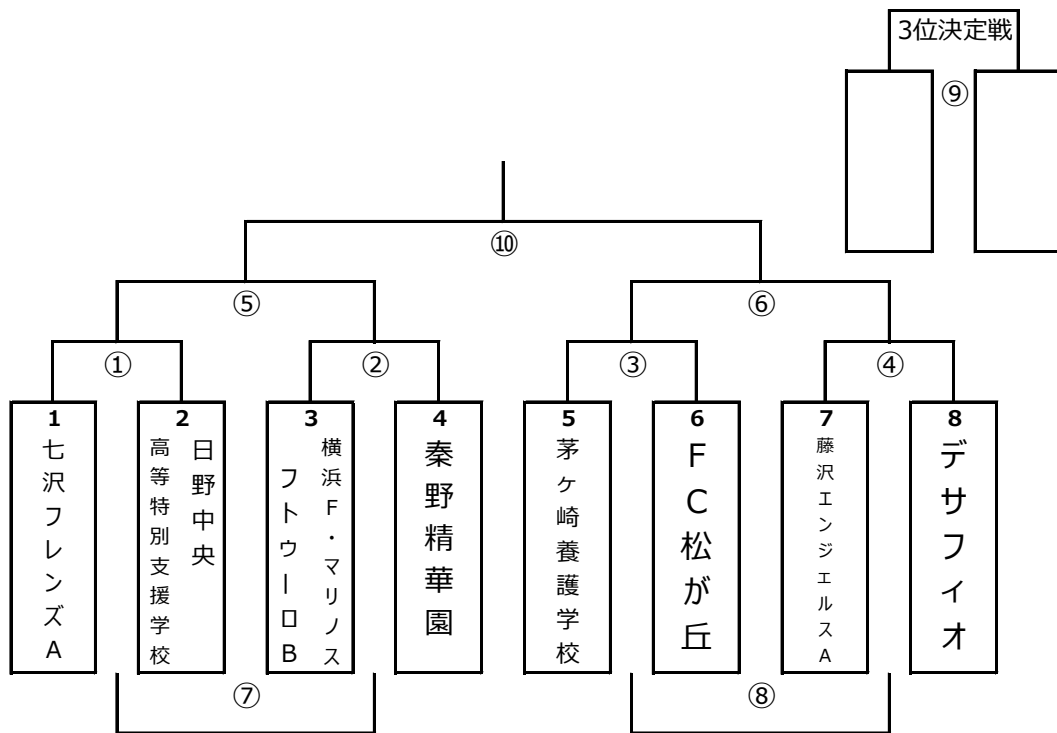 3位決定戦
⑨
⑩
⑤
⑥
①
②
③
④
1
七沢フレンズA
2
日野中央
高等特別支援学校
3
横浜F・マリノス
フトゥーロB
4
秦野精華園
5
茅ケ崎養護学校
6
FC松が丘
7
藤沢エンジェルスA
8
デサフィオ
⑦
⑧